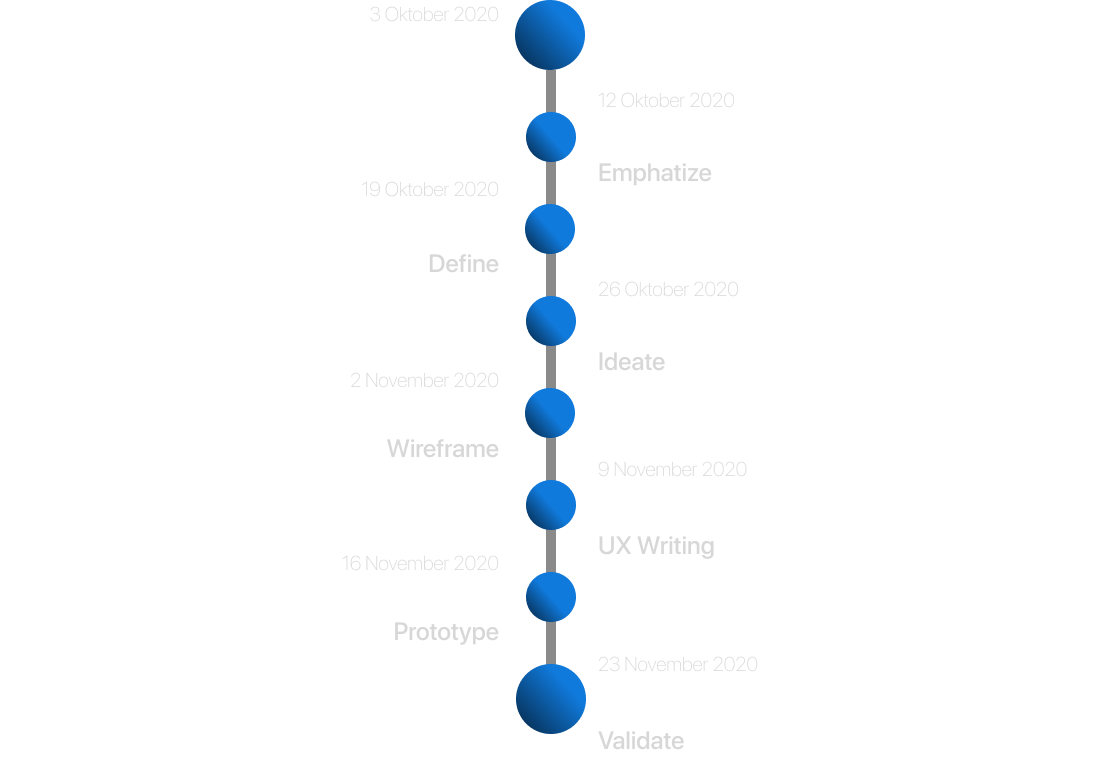 3 Oktober 2020
12 Oktober 2020
Emphatize
19 Oktober 2020
Define
26 Oktober 2020
Ideate
2 November 2020
Wireframe
9 November 2020
UX Writing
16 November 2020
Prototype
23 November 2020
Validate